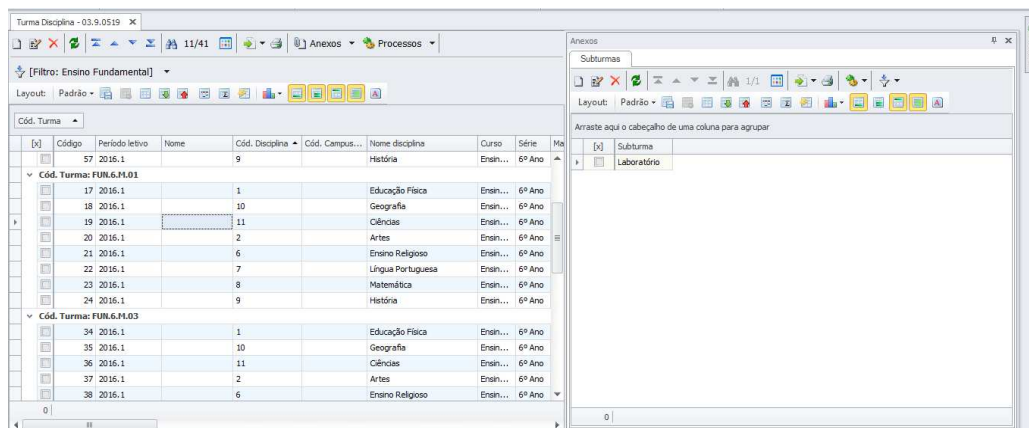 Turma Disciplina - 03.9.0519
11/41 Anexos Processos
[Filtro: Ensino Fundamental]
Layout: Padrão
Cód. Turma
[x] Código Período letivo Nome Cód. Disciplina Cód. Campus... Nome disciplina Curso Série Ma
57 2016.1 9 História Ensin... 6º Ano
Cód. Turma: FUN.6.M.01
17 2016.1 1 Educação Física Ensin... 6º Ano
18 2016.1 10 Geografia Ensin... 6º Ano
19 2016.1 11 Ciências Ensin... 6º Ano
20 2016.1 2 Artes Ensin... 6º Ano
21 2016.1 6 Ensino Religioso Ensin... 6º Ano
22 2016.1 7 Língua Portuguesa Ensin... 6º Ano
23 2016.1 8 Matemática Ensin... 6º Ano
24 2016.1 9 História Ensin... 6º Ano
Cód. Turma: FUN.6.M.03
34 2016.1 1 Educação Física Ensin... 6º Ano
35 2016.1 10 Geografia Ensin... 6º Ano
36 2016.1 11 Ciências Ensin... 6º Ano
37 2016.1 2 Artes Ensin... 6º Ano
38 2016.1 6 Ensino Religioso Ensin... 6º Ano
0
Anexos
Subturmas
1/1
Layout: Padrão
Arraste aqui o cabeçalho de uma coluna para agrupar
[x] Subturma
Laboratório
0